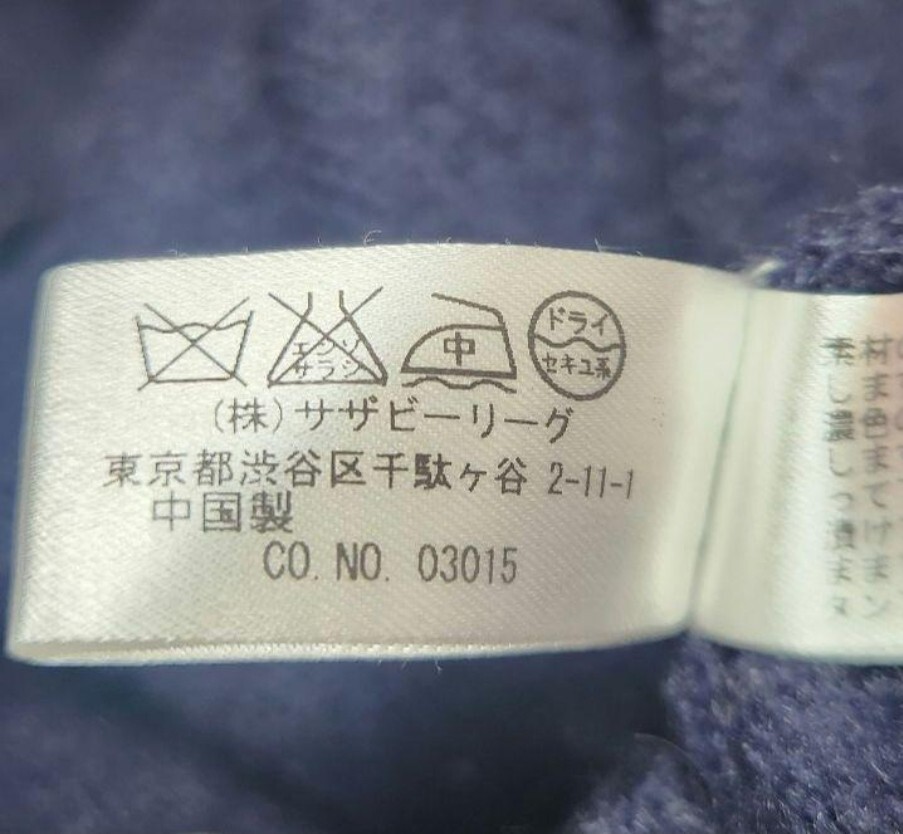 エンソ
サラシ
中
ドライ
セキユ系
(株)サザビーリーグ
東京都渋谷区千駄ヶ谷 2-11-1
中国製
CO. NO. 03015